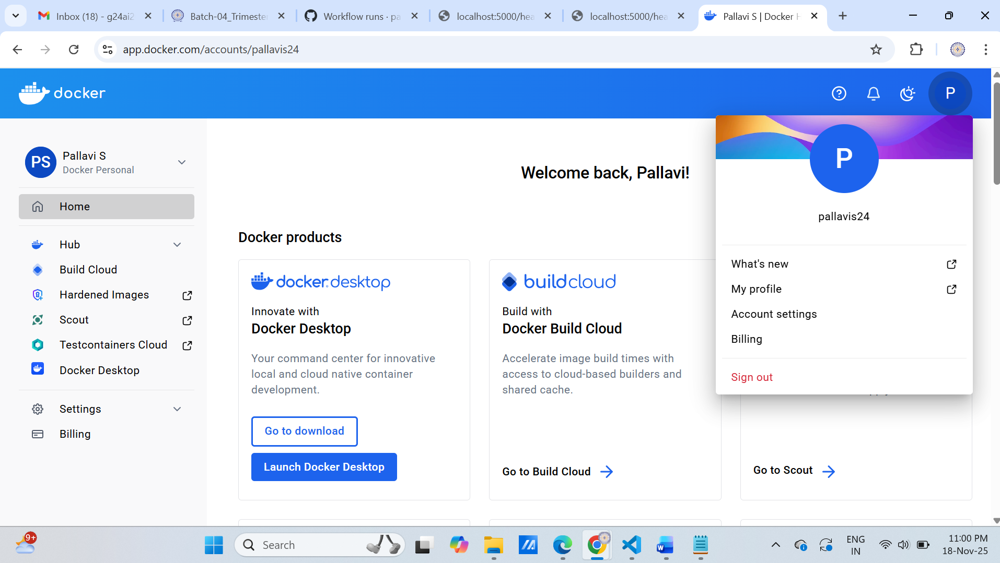 Inbox (18) - g24ai2
Batch-04_Trimester
Workflow runs · pa
localhost:5000/hea
localhost:5000/hea
Pallavi S | Docker H
app.docker.com/accounts/pallavis24
docker
P
PS
Pallavi S
Docker Personal
Home
Hub
Build Cloud
Hardened Images
Scout
Testcontainers Cloud
Docker Desktop
Settings
Billing
Welcome back, Pallavi!
Docker products
docker.desktop
Innovate with
Docker Desktop
Your command center for innovative
local and cloud native container
development.
Go to download
Launch Docker Desktop
buildcloud
Build with
Docker Build Cloud
Accelerate image build times with
access to cloud-based builders and
shared cache.
Go to Build Cloud
Go to Scout
P
pallavis24
What's new
My profile
Account settings
Billing
Sign out
9+
Search
W
ENG
IN
11:00 PM
18-Nov-25